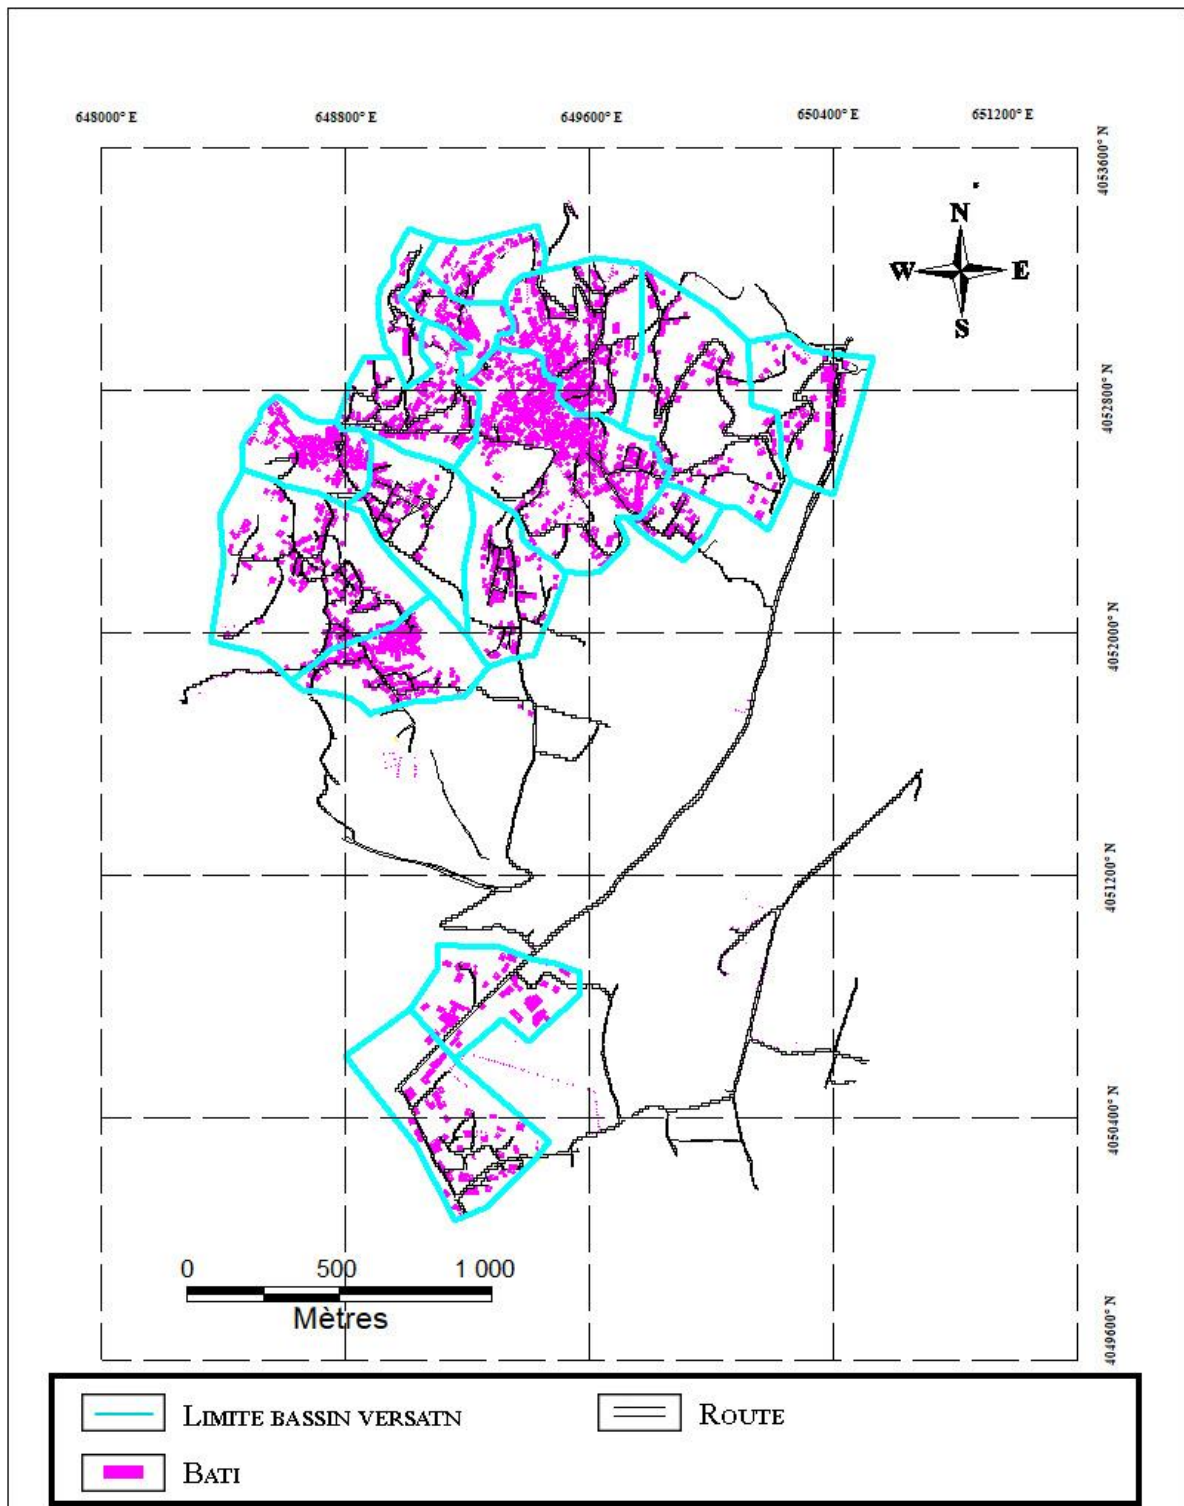 648000° E 648800° E 649600° E 650400° E 651200° E
4053600° N
N
W E
S
4052800° N
4052000° N
4051200° N
4050400° N
4049600° N
0 500 1 000
Mètres
LIMITE BASSIN VERSATN
ROUTE
BATI